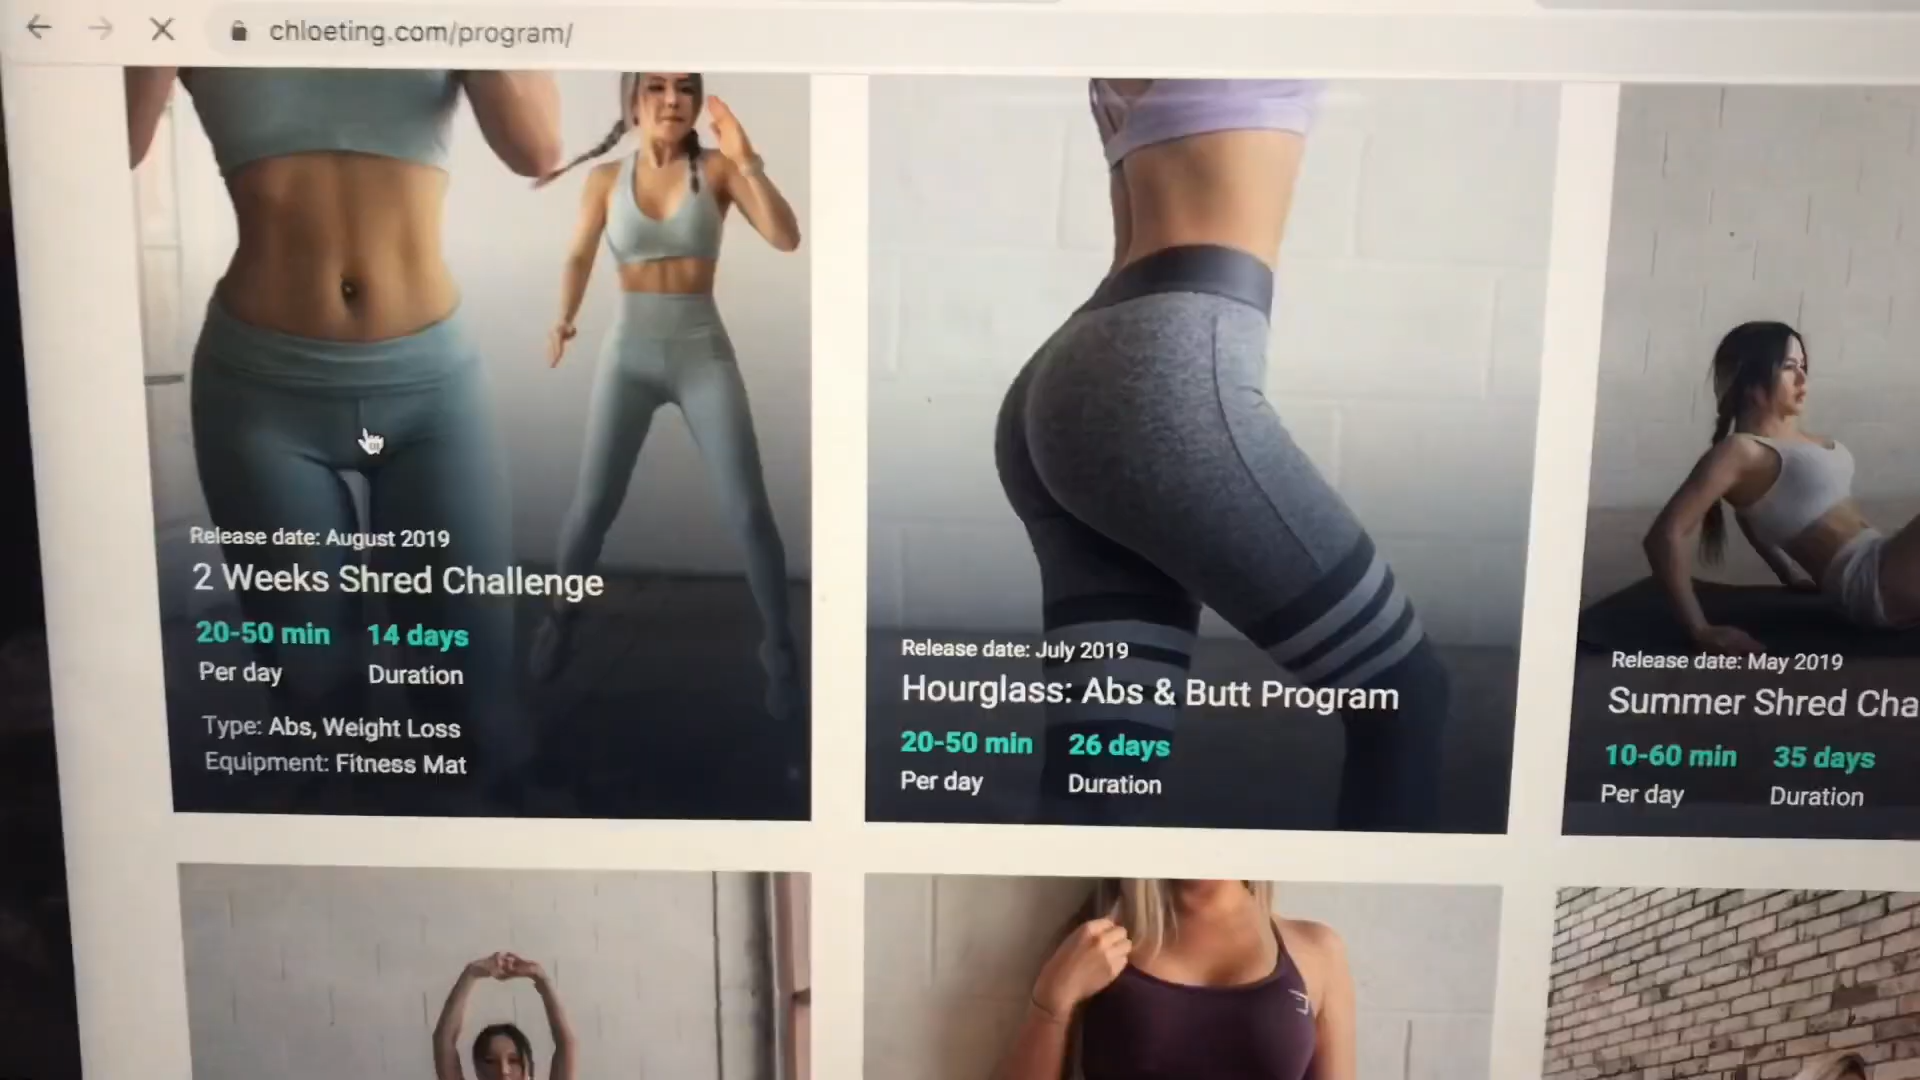 chloeting.com/program/
Release date: August 2019
2 Weeks Shred Challenge
20-50 min 14 days
Per day Duration
Type: Abs, Weight Loss
Equipment: Fitness Mat
Release date: July 2019
Hourglass: Abs & Butt Program
20-50 min 26 days
Per day Duration
Release date: May 2019
Summer Shred Cha
10-60 min 35 days
Per day Duration